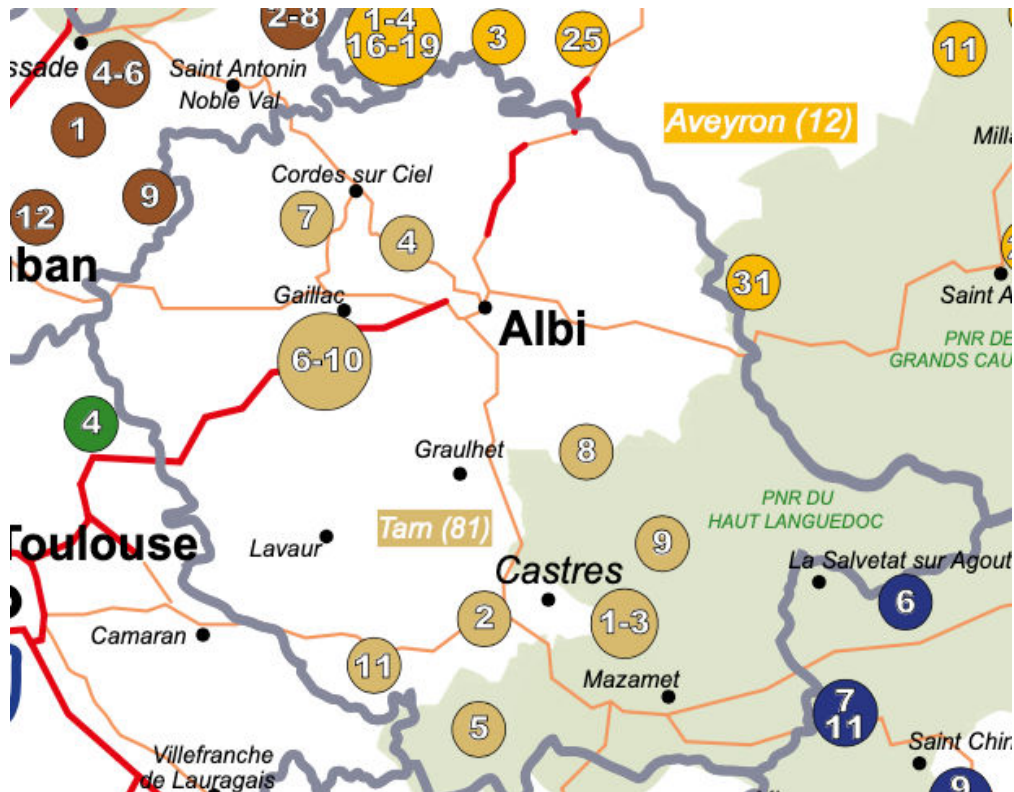 2-8
1-4
16-19
3
25
11
ssade
4-6
Saint Antonin
Noble Val
1
Aveyron (12)
Milla
Cordes sur Ciel
9
7
12
4
uban
31
Gaillac
Saint A
Albi
PNR DE
GRANDS CAU
6-10
4
Graulhet
8
PNR DU
HAUT LANGUEDOC
Tarn (81)
Toulouse
Lavaur
9
La Salvetat sur Agout
Castres
6
2
1-3
Camaran
11
Mazamet
7
11
5
Saint Chin
Villefranche
de Lauragais
9